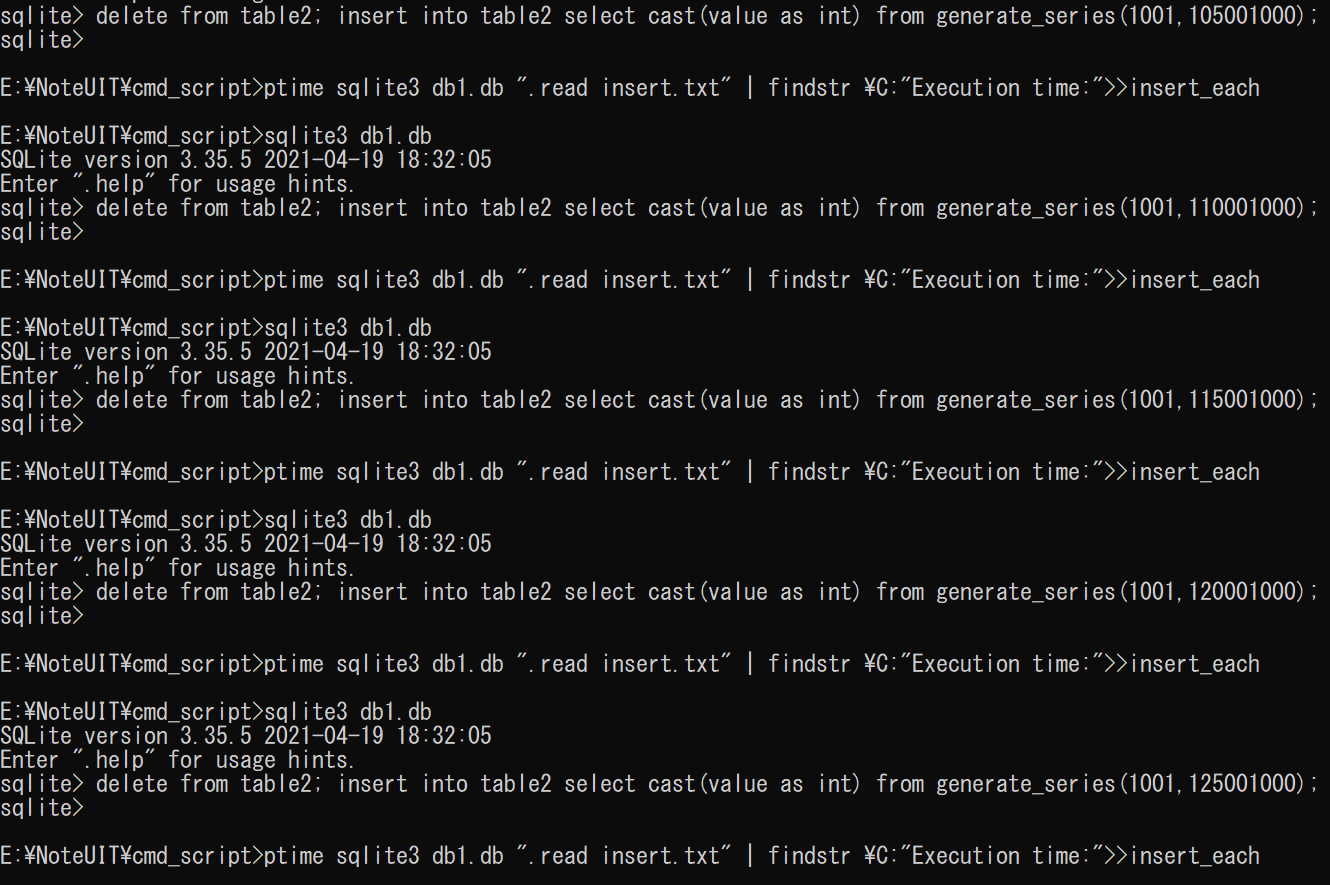 sqlite> delete from table2; insert into table2 select cast(value as int) from generate_series(1001,105001000);
sqlite>
E:¥NoteUIT¥cmd_script>ptime sqlite3 db1.db ".read insert.txt" | findstr ¥C:"Execution time:">>insert_each
E:¥NoteUIT¥cmd_script>sqlite3 db1.db
SQLite version 3.35.5 2021-04-19 18:32:05
Enter ".help" for usage hints.
sqlite> delete from table2; insert into table2 select cast(value as int) from generate_series(1001,110001000);
sqlite>
E:¥NoteUIT¥cmd_script>ptime sqlite3 db1.db ".read insert.txt" | findstr ¥C:"Execution time:">>insert_each
E:¥NoteUIT¥cmd_script>sqlite3 db1.db
SQLite version 3.35.5 2021-04-19 18:32:05
Enter ".help" for usage hints.
sqlite> delete from table2; insert into table2 select cast(value as int) from generate_series(1001,115001000);
sqlite>
E:¥NoteUIT¥cmd_script>ptime sqlite3 db1.db ".read insert.txt" | findstr ¥C:"Execution time:">>insert_each
E:¥NoteUIT¥cmd_script>sqlite3 db1.db
SQLite version 3.35.5 2021-04-19 18:32:05
Enter ".help" for usage hints.
sqlite> delete from table2; insert into table2 select cast(value as int) from generate_series(1001,120001000);
sqlite>
E:¥NoteUIT¥cmd_script>ptime sqlite3 db1.db ".read insert.txt" | findstr ¥C:"Execution time:">>insert_each
E:¥NoteUIT¥cmd_script>sqlite3 db1.db
SQLite version 3.35.5 2021-04-19 18:32:05
Enter ".help" for usage hints.
sqlite> delete from table2; insert into table2 select cast(value as int) from generate_series(1001,125001000);
sqlite>
E:¥NoteUIT¥cmd_script>ptime sqlite3 db1.db ".read insert.txt" | findstr ¥C:"Execution time:">>insert_each